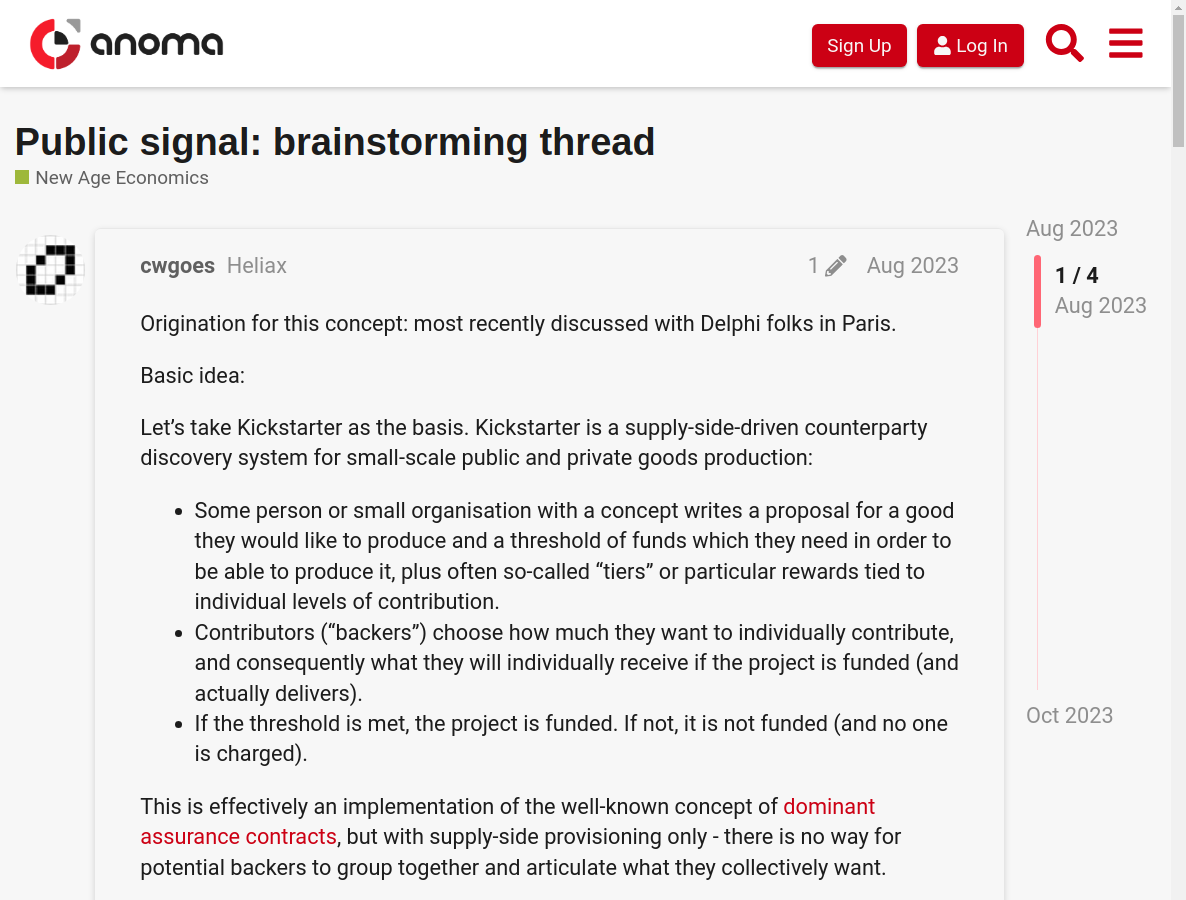 anoma
Sign Up
Log In
Public signal: brainstorming thread
New Age Economics
Aug 2023
cwgoes Heliax 1 Aug 2023
1 / 4
Aug 2023
Origination for this concept: most recently discussed with Delphi folks in Paris.
Basic idea:
Let’s take Kickstarter as the basis. Kickstarter is a supply-side-driven counterparty
discovery system for small-scale public and private goods production:
• Some person or small organisation with a concept writes a proposal for a good
they would like to produce and a threshold of funds which they need in order to
be able to produce it, plus often so-called “tiers” or particular rewards tied to
individual levels of contribution.
• Contributors (“backers”) choose how much they want to individually contribute,
and consequently what they will individually receive if the project is funded (and
actually delivers).
• If the threshold is met, the project is funded. If not, it is not funded (and no one
is charged).
Oct 2023
This is effectively an implementation of the well-known concept of dominant
assurance contracts, but with supply-side provisioning only - there is no way for
potential backers to group together and articulate what they collectively want.